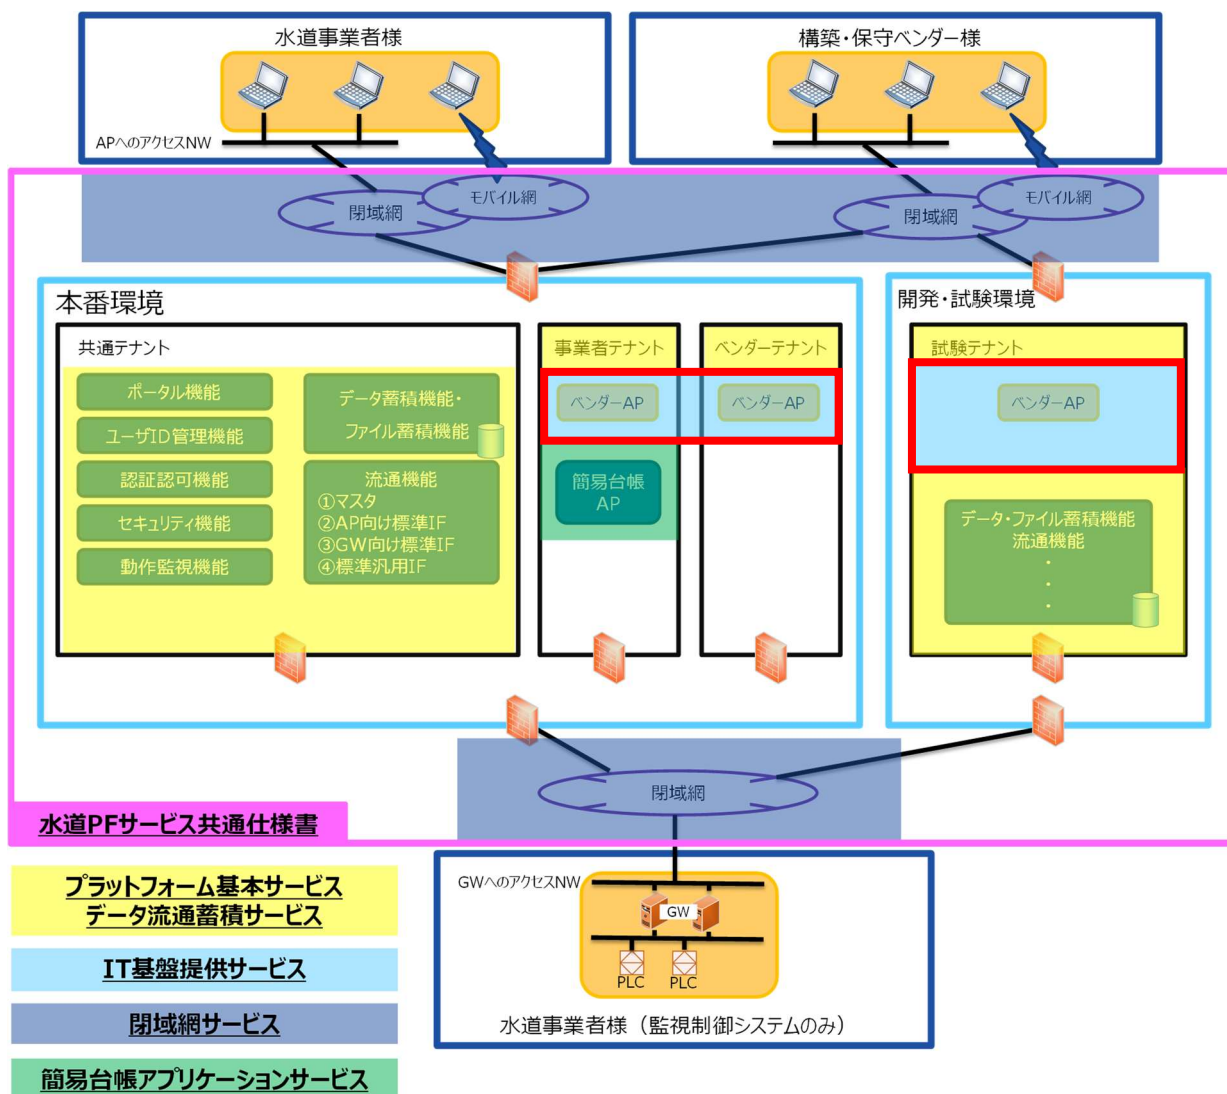 水道事業者様
構築・保守ベンダー様
APへのアクセスNW
閉域網
モバイル網
閉域網
モバイル網
本番環境
共通テナント
ポータル機能
ユーザID管理機能
認証認可機能
セキュリティ機能
動作監視機能
データ蓄積機能・
ファイル蓄積機能
流通機能
①マスタ
②AP向け標準IF
③GW向け標準IF
④標準汎用IF
事業者テナント
ベンダーAP
簡易台帳
AP
ベンダーテナント
ベンダーAP
開発・試験環境
試験テナント
ベンダーAP
データ・ファイル蓄積機能
流通機能
・
・
・
閉域網
水道PFサービス共通仕様書
プラットフォーム基本サービス
データ流通蓄積サービス
IT基盤提供サービス
閉域網サービス
簡易台帳アプリケーションサービス
GWへのアクセスNW
GW
PLC
PLC
水道事業者様（監視制御システムのみ）